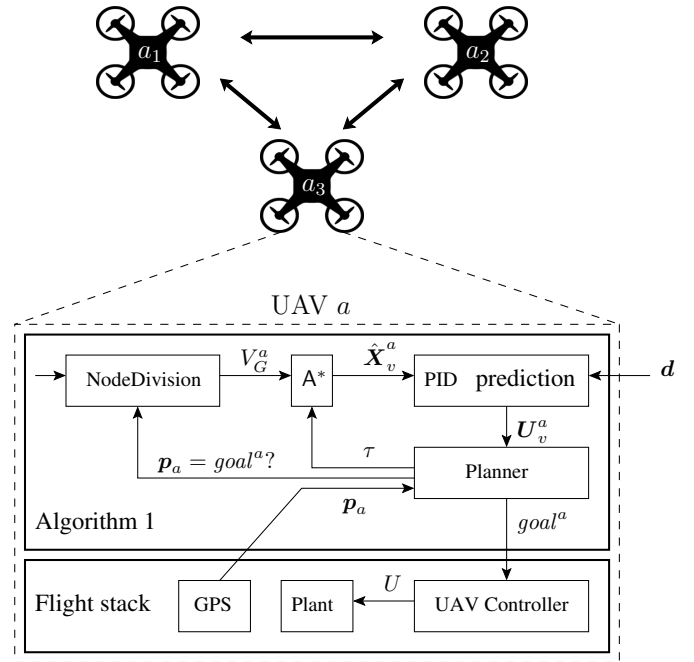 a₁
a₂
a₃
UAV a
V_G^a
X̂_v^a
NodeDivision
A*
PID prediction
d
U_v^a
τ
p_a = goal^a?
Planner
p_a
goal^a
Algorithm 1
U
Flight stack
GPS
Plant
UAV Controller